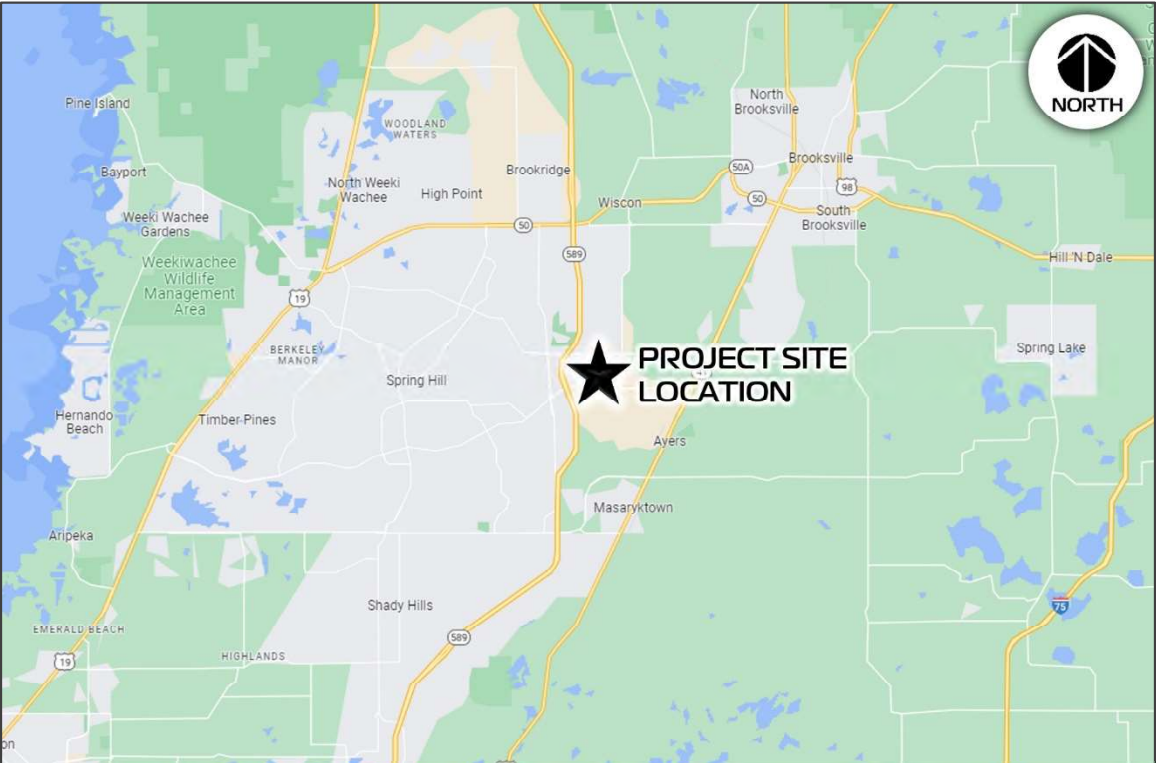 Pine Island
WOODLAND
WATERS
North
Brooksville
NORTH
Bayport
North Weeki
Wachee
High Point
Brookridge
50A
Brooksville
98
Weeki Wachee
Gardens
50
Wiscon
50
South
Brooksville
589
Hill 'N Dale
Weekiwachee
Wildlife
Management
Area
19
BERKELEY
MANOR
Spring Hill
PROJECT SITE
LOCATION
Spring Lake
Hernando
Beach
Timber Pines
Ayers
Masaryktown
Aripeka
Shady Hills
75
EMERALD BEACH
589
19
HIGHLANDS
on